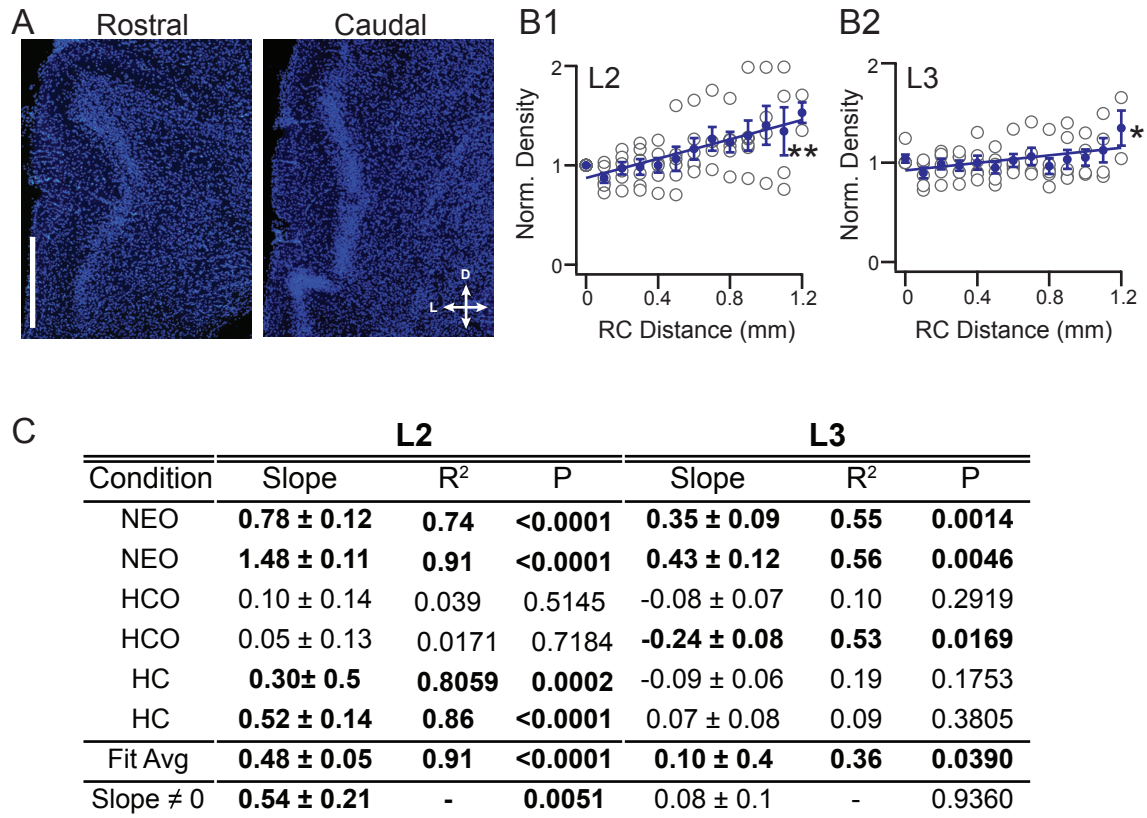 A
Rostral
Caudal
D
L
B1
L2
Norm. Density
2
1
0
**
0 0.4 0.8 1.2
RC Distance (mm)
B2
L3
Norm. Density
2
1
0
*
0 0.4 0.8 1.2
RC Distance (mm)
C
L2 L3
Condition Slope R² P Slope R² P
NEO 0.78 ± 0.12 0.74 <0.0001 0.35 ± 0.09 0.55 0.0014
NEO 1.48 ± 0.11 0.91 <0.0001 0.43 ± 0.12 0.56 0.0046
HCO 0.10 ± 0.14 0.039 0.5145 -0.08 ± 0.07 0.10 0.2919
HCO 0.05 ± 0.13 0.0171 0.7184 -0.24 ± 0.08 0.53 0.0169
HC 0.30± 0.5 0.8059 0.0002 -0.09 ± 0.06 0.19 0.1753
HC 0.52 ± 0.14 0.86 <0.0001 0.07 ± 0.08 0.09 0.3805
Fit Avg 0.48 ± 0.05 0.91 <0.0001 0.10 ± 0.4 0.36 0.0390
Slope ≠ 0 0.54 ± 0.21 - 0.0051 0.08 ± 0.1 - 0.9360